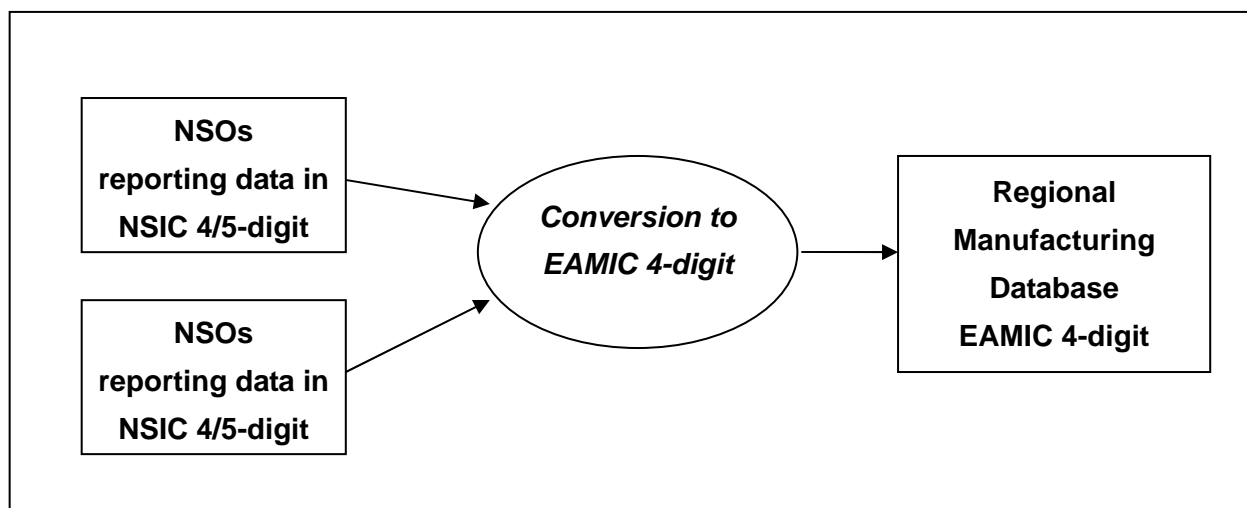 NSOs
reporting data in
NSIC 4/5-digit
NSOs
reporting data in
NSIC 4/5-digit
Conversion to
EAMIC 4-digit
Regional
Manufacturing
Database
EAMIC 4-digit